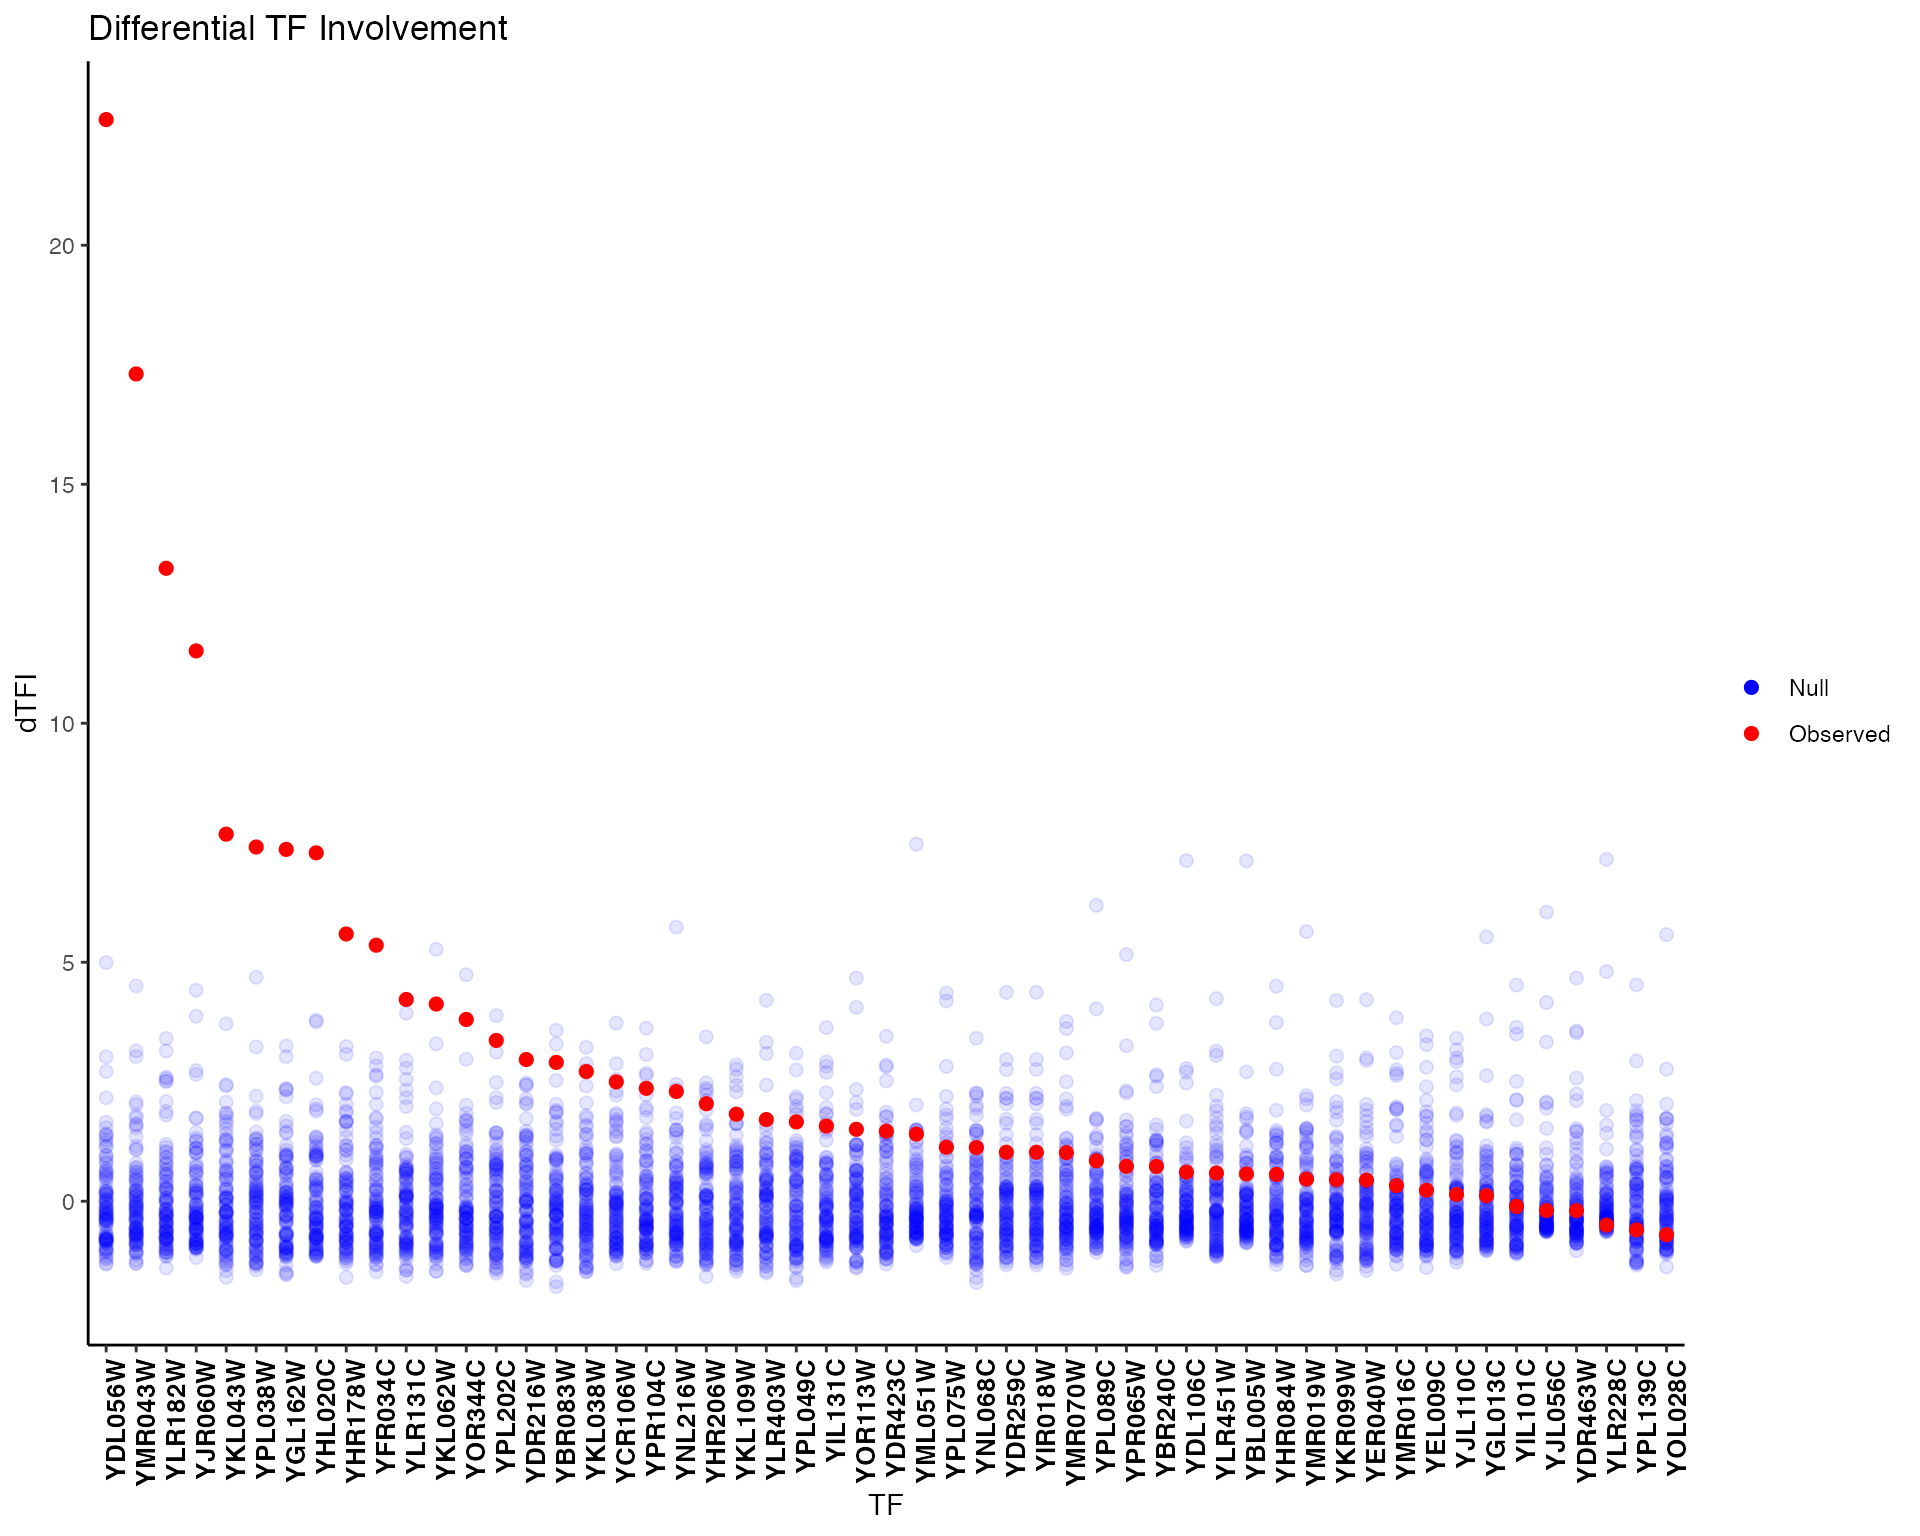 Differential TF Involvement
dTFI
20
15
10
5
0
Null
Observed
YDL056W
YMR043W
YLR182W
YJR060W
YKL043W
YPL038W
YGL162W
YHL020C
YHR178W
YFR034C
YLR131C
YKL062W
YOR344C
YPL202C
YDR216W
YBR083W
YKL038W
YCR106W
YPR104C
YNL216W
YHR206W
YKL109W
YLR403W
YPL049C
YIL131C
YOR113W
YDR423C
YML051W
YPL075W
YNL068C
YDR259C
YIR018W
YMR070W
YPL089C
YPR065W
YBR240C
YDL106C
YLR451W
YBL005W
YHR084W
YMR019W
YKR099W
YER040W
YMR016C
YEL009C
YJL110C
YGL013C
YIL101C
YJL056C
YDR463W
YLR228C
YPL139C
YOL028C
TF